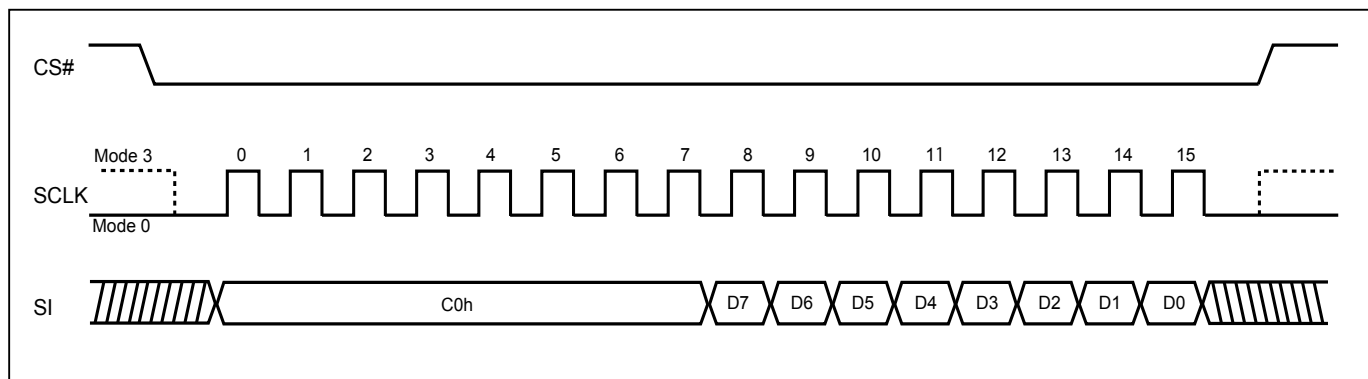 CS#
Mode 3
0 1 2 3 4 5 6 7 8 9 10 11 12 13 14 15
SCLK
Mode 0
SI
C0h D7 D6 D5 D4 D3 D2 D1 D0